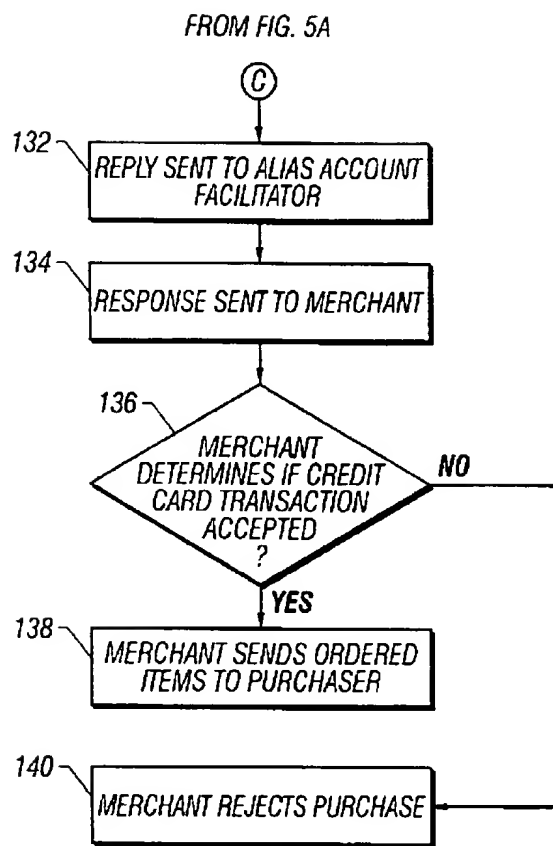 FROM FIG. 5A
C
132
REPLY SENT TO ALIAS ACCOUNT
FACILITATOR
134
RESPONSE SENT TO MERCHANT
136
MERCHANT
DETERMINES IF CREDIT
CARD TRANSACTION
ACCEPTED
?
NO
YES
138
MERCHANT SENDS ORDERED
ITEMS TO PURCHASER
140
MERCHANT REJECTS PURCHASE